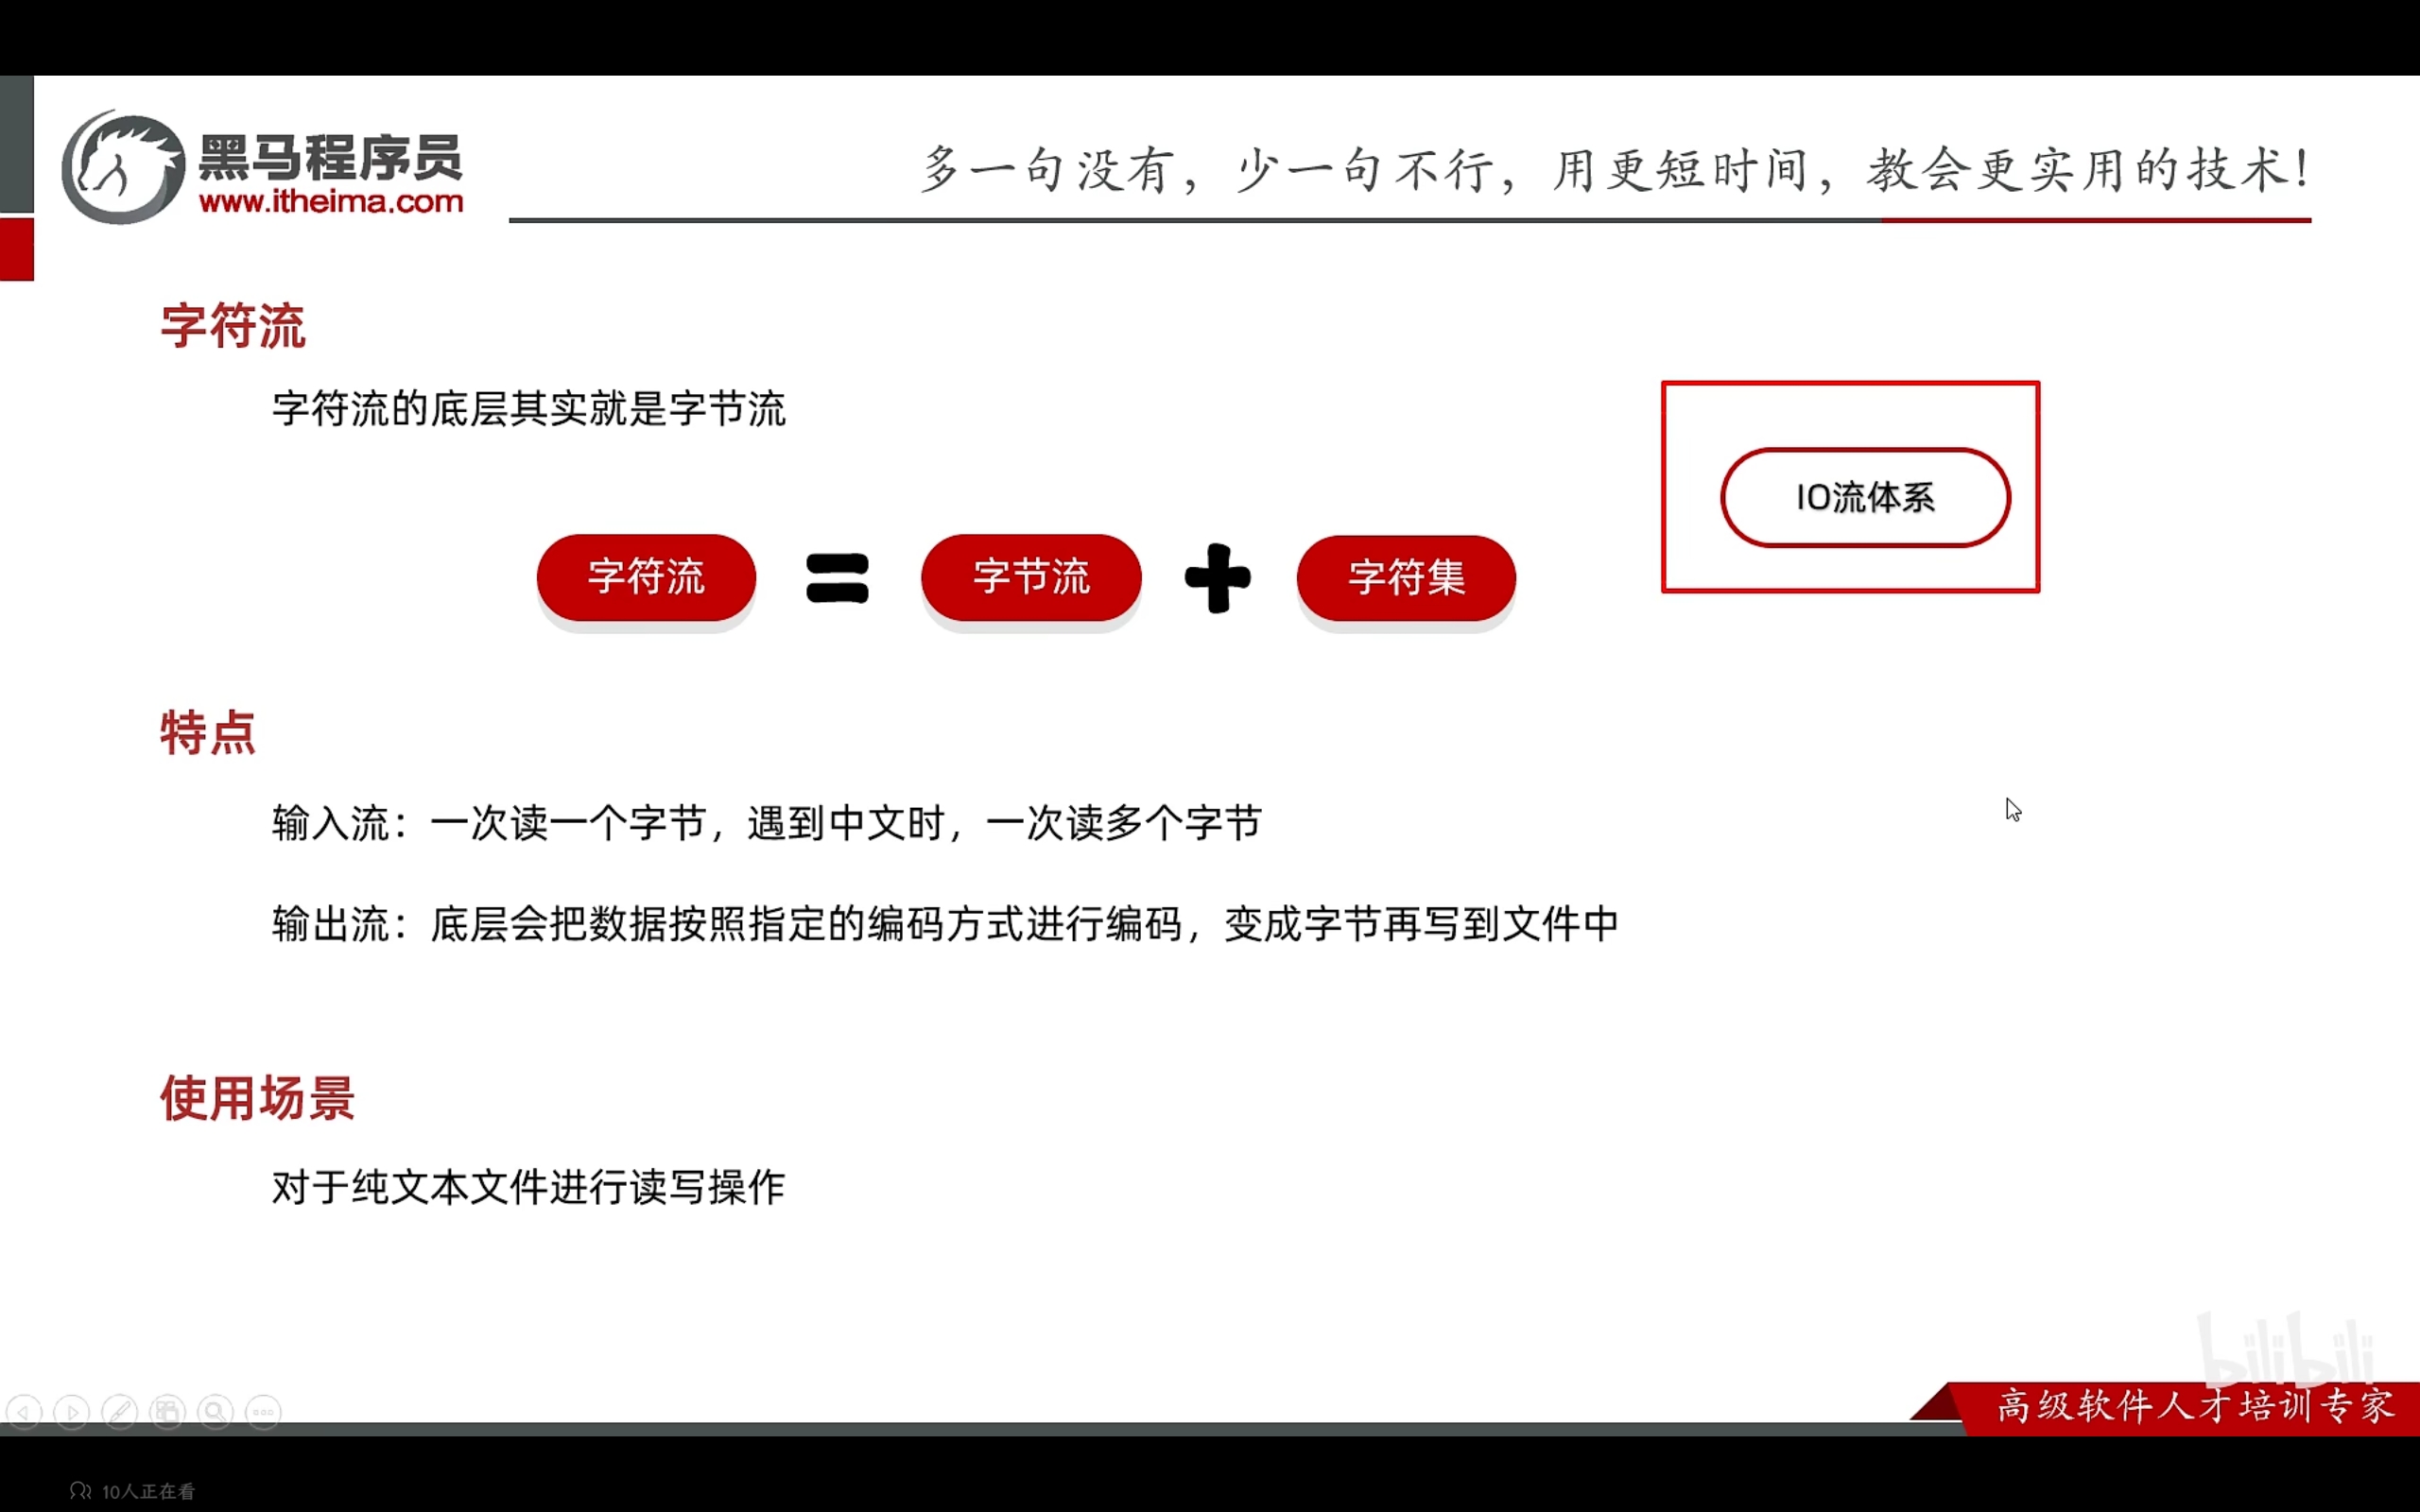 黑马程序员
www.itheima.com
多一句没有，少一句不行，用更短时间，教会更实用的技术！
字符流
字符流的底层其实就是字节流
IO流体系
字符流 = 字节流 + 字符集
特点
输入流：一次读一个字节，遇到中文时，一次读多个字节
输出流：底层会把数据按照指定的编码方式进行编码，变成字节再写到文件中
使用场景
对于纯文本文件进行读写操作
bilibili
高级软件人才培训专家
10人正在看